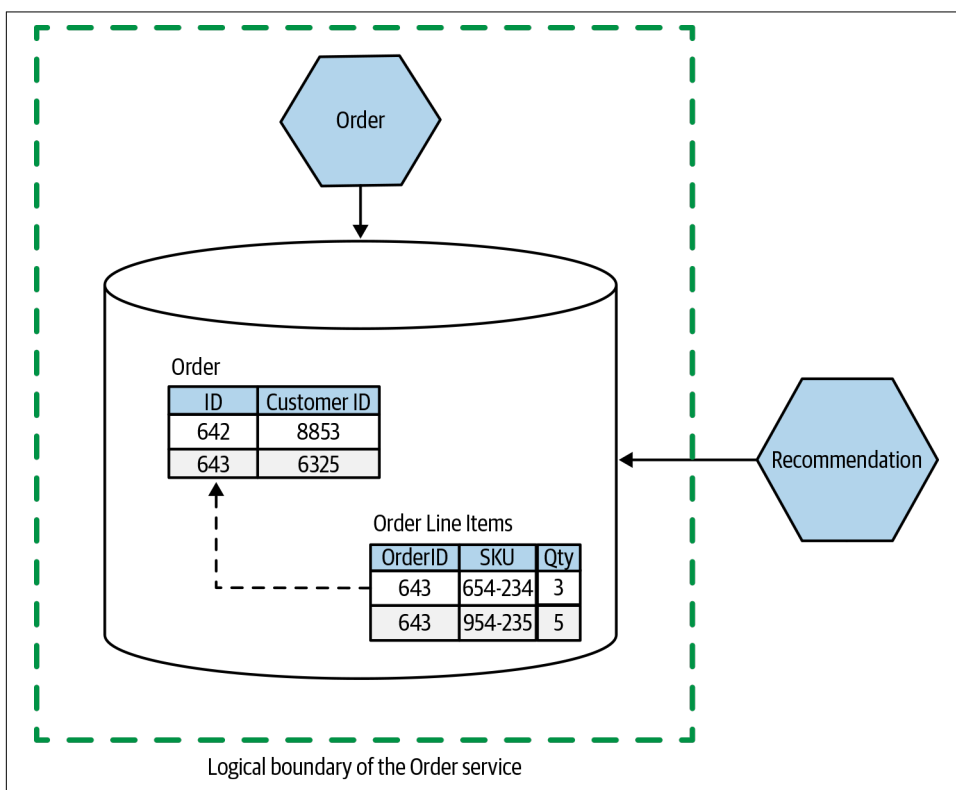 Order
Order
ID Customer ID
642 8853
643 6325
Recommendation
Order Line Items
OrderID SKU Qty
643 654-234 3
643 954-235 5
Logical boundary of the Order service